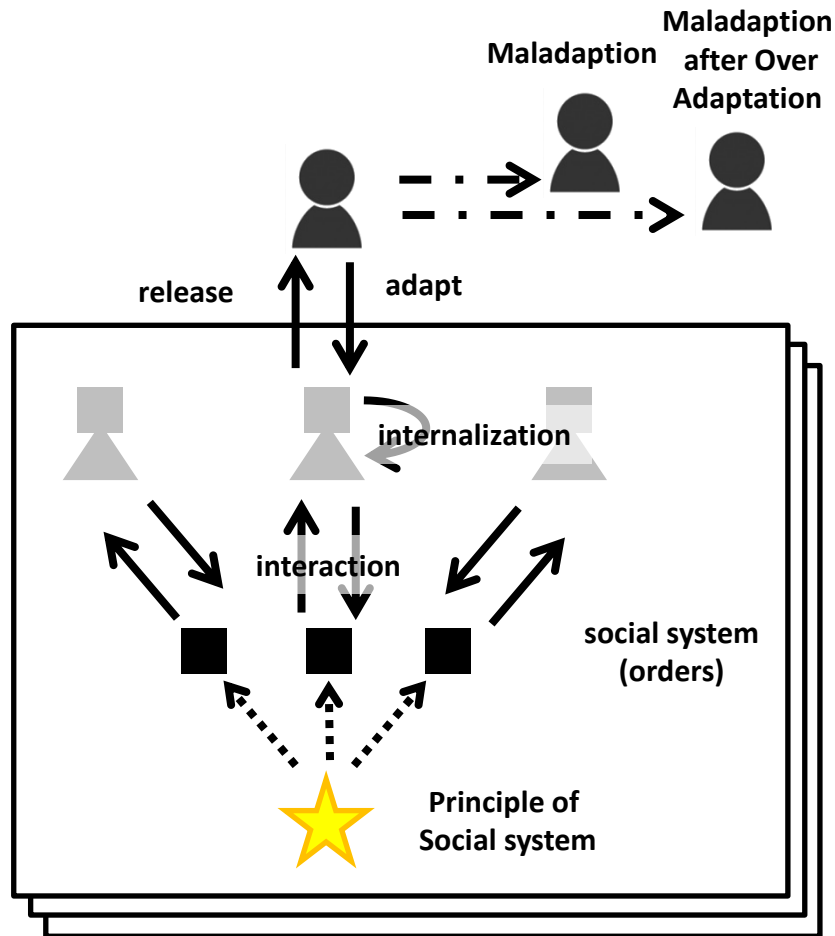 Maladaption
Maladaption
after Over
Adaptation
release
adapt
internalization
interaction
social system
(orders)
Principle of
Social system